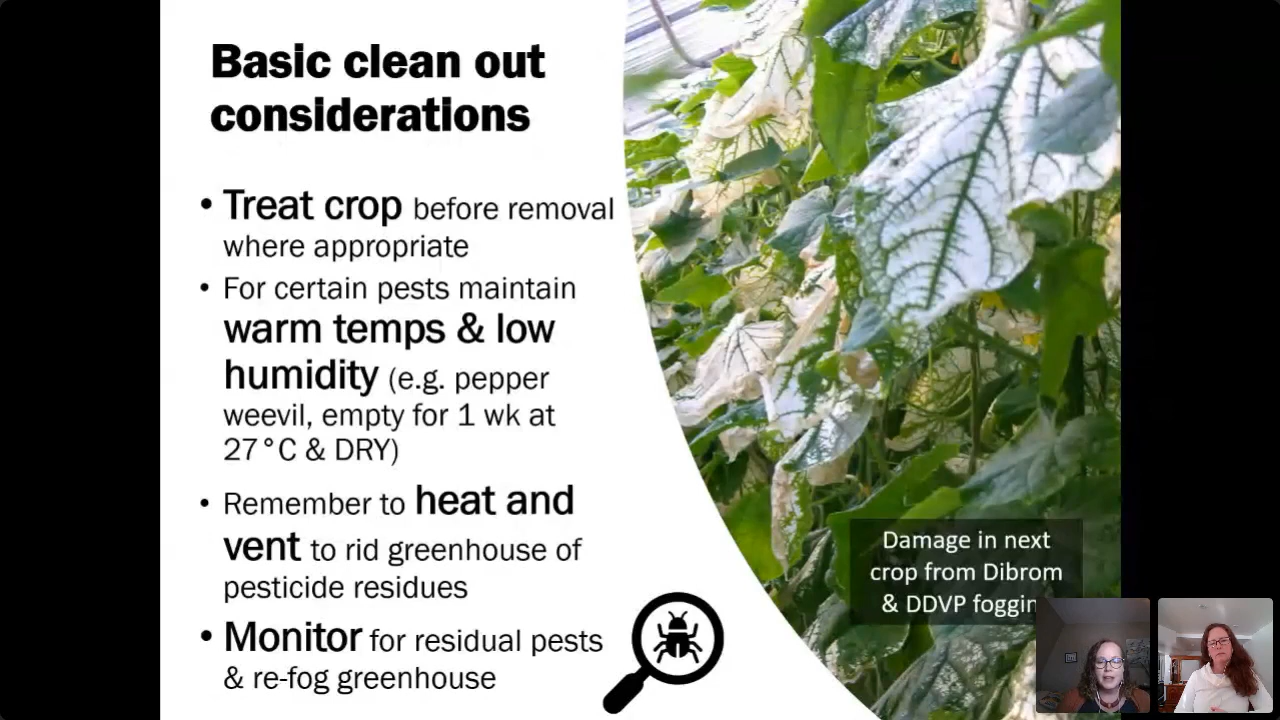 Basic clean out
considerations
• Treat crop before removal
where appropriate
• For certain pests maintain
warm temps & low
humidity (e.g. pepper
weevil, empty for 1 wk at
27°C & DRY)
• Remember to heat and
vent to rid greenhouse of
pesticide residues
• Monitor for residual pests
& re-fog greenhouse
Damage in next
crop from Dibrom
& DDVP